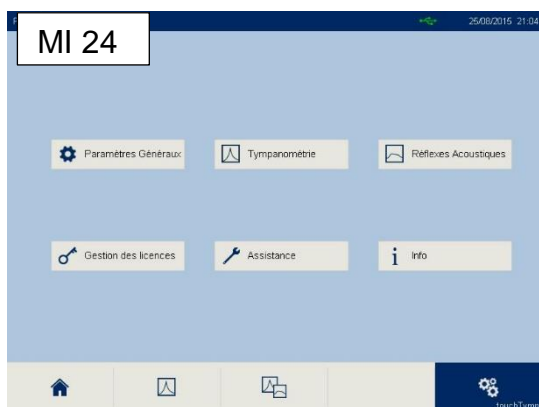 MI 24
25/08/2015 21:04
Paramètres Généraux
Tympanométrie
Réflexes Acoustiques
Gestion des licences
Assistance
Info
touchTymp